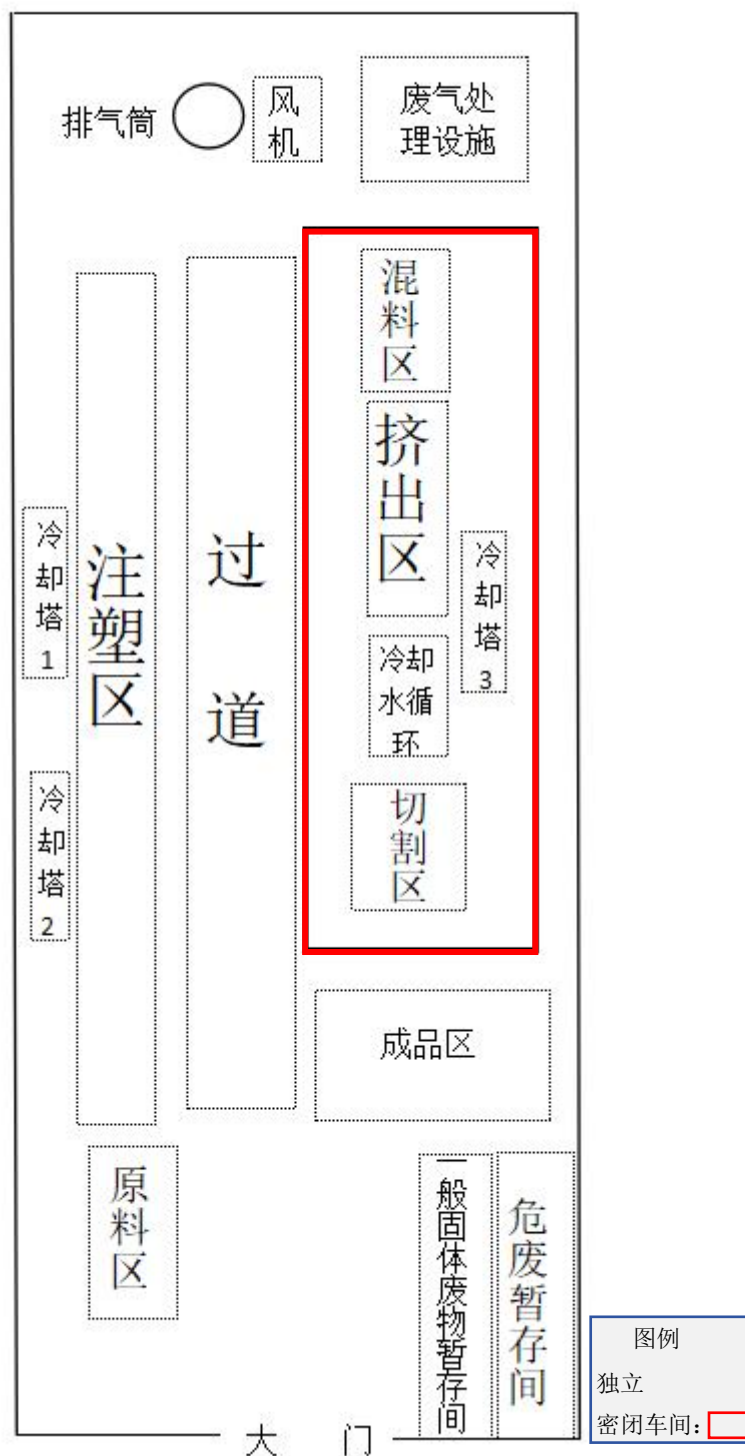 排气筒
风
机
废气处
理设施
混
料
区
挤
出
区
冷
却
塔
3
冷却
水循
环
切
割
区
过
道
注
塑
区
冷
却
塔
1
冷
却
塔
2
成品区
原
料
区
一
般
固
体
废
物
暂
存
间
危
废
暂
存
间
大 门
图例
独立
密闭车间: